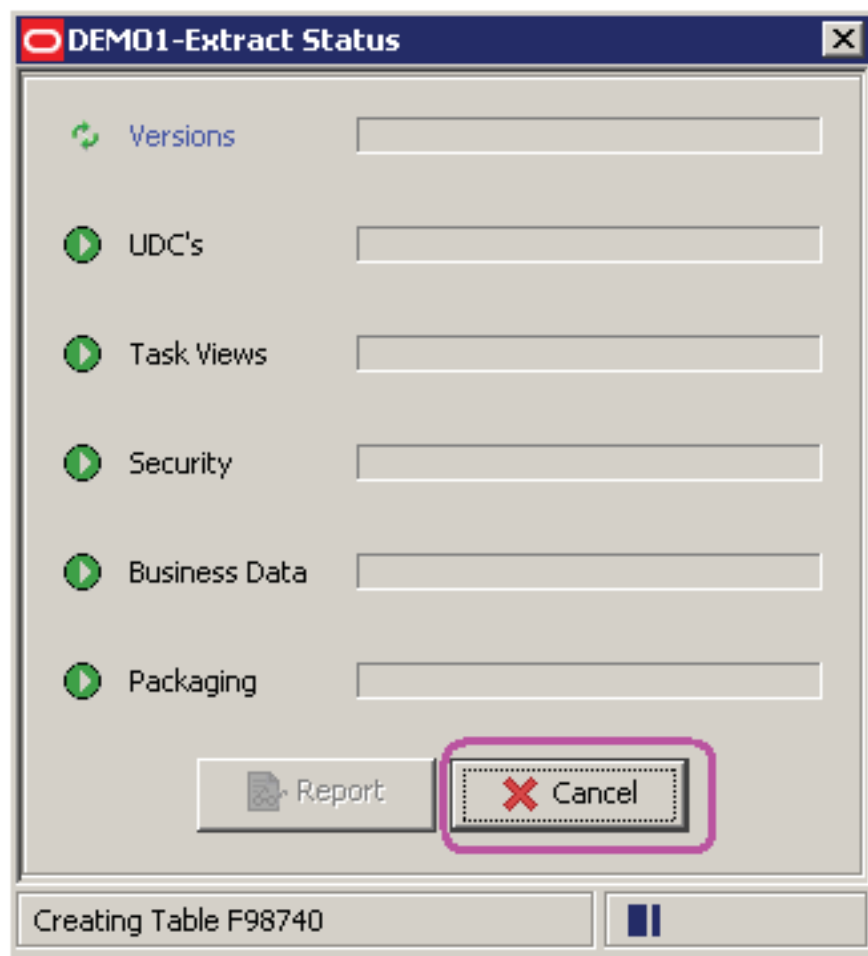 DEMO1-Extract Status
Versions
UDC's
Task Views
Security
Business Data
Packaging
Report
Cancel
Creating Table F98740